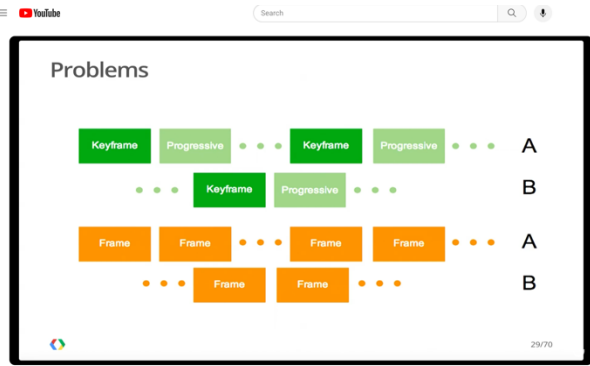 YouTube
Search
Problems
Keyframe Progressive Keyframe Progressive A
Keyframe Progressive B
Frame Frame Frame Frame A
Frame Frame B
29/70